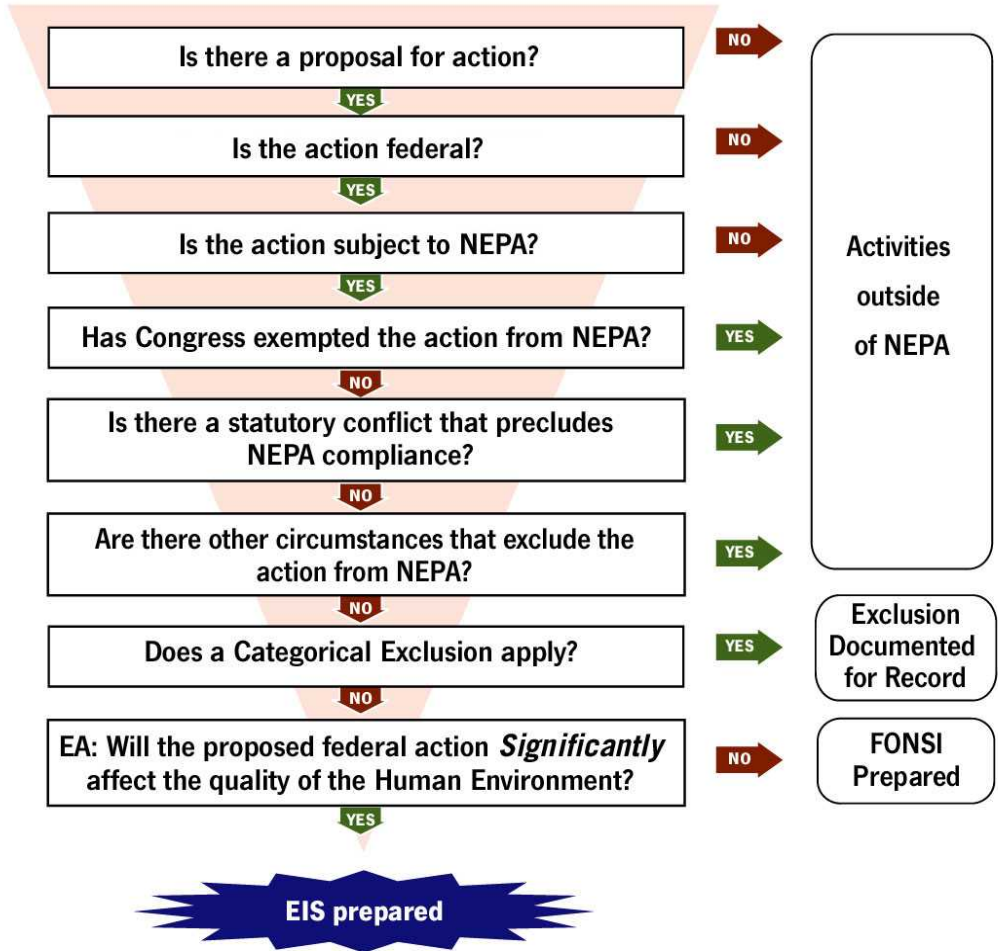 Is there a proposal for action?
NO
YES
Is the action federal?
NO
YES
Is the action subject to NEPA?
NO
YES
Has Congress exempted the action from NEPA?
YES
NO
Is there a statutory conflict that precludes
NEPA compliance?
YES
NO
Are there other circumstances that exclude the
action from NEPA?
YES
NO
Activities
outside
of NEPA
Does a Categorical Exclusion apply?
YES
NO
Exclusion
Documented
for Record
EA: Will the proposed federal action Significantly
affect the quality of the Human Environment?
NO
YES
FONSI
Prepared
EIS prepared